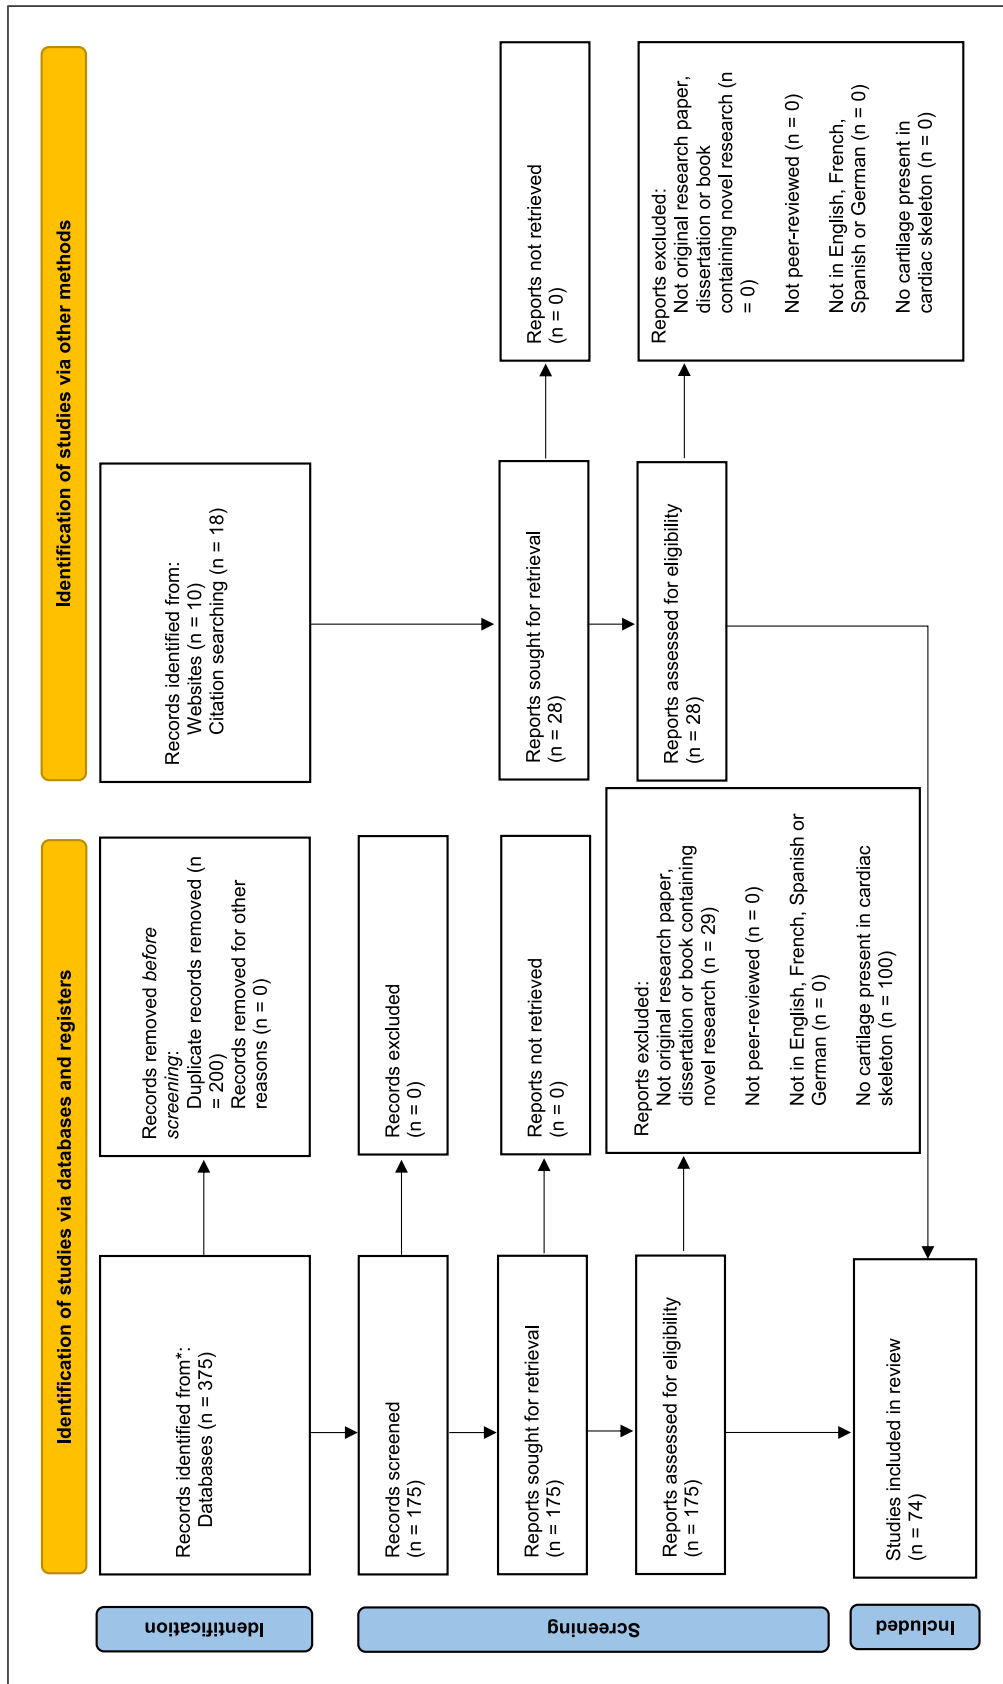 Identification of studies via databases and registers
Identification of studies via other methods
Identification
Records identified from*:
Databases (n = 375)
Records removed before
screening:
Duplicate records removed (n
= 200)
Records removed for other
reasons (n = 0)
Records identified from:
Websites (n = 10)
Citation searching (n = 18)
Screening
Records screened
(n = 175)
Records excluded
(n = 0)
Reports sought for retrieval
(n = 175)
Reports not retrieved
(n = 0)
Reports sought for retrieval
(n = 28)
Reports not retrieved
(n = 0)
Reports assessed for eligibility
(n = 175)
Reports excluded:
Not original research paper,
dissertation or book containing
novel research (n = 29)
Not peer-reviewed (n = 0)
Not in English, French, Spanish or
German (n = 0)
No cartilage present in cardiac
skeleton (n = 100)
Reports assessed for eligibility
(n = 28)
Reports excluded:
Not original research paper,
dissertation or book
containing novel research (n
= 0)
Not peer-reviewed (n = 0)
Not in English, French,
Spanish or German (n = 0)
No cartilage present in
cardiac skeleton (n = 0)
Included
Studies included in review
(n = 74)